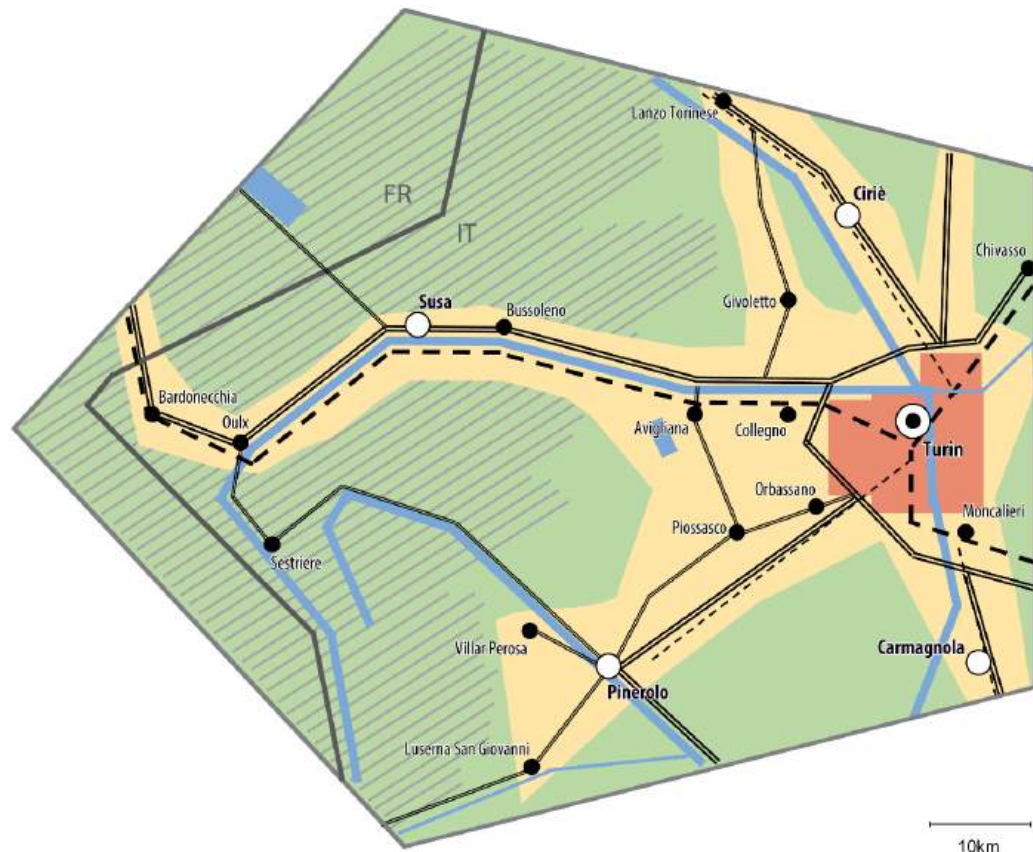 Lanzo Torinese
FR
Ciriè
IT
Chivasso
Susa
Bussoleno
Givoletto
Bardonecchia
Oulx
Avigliana
Collegno
Turin
Orbassano
Piossasco
Moncalieri
Sestriere
Villar Perosa
Carmagnola
Pinerolo
Luserna San Giovanni
10km